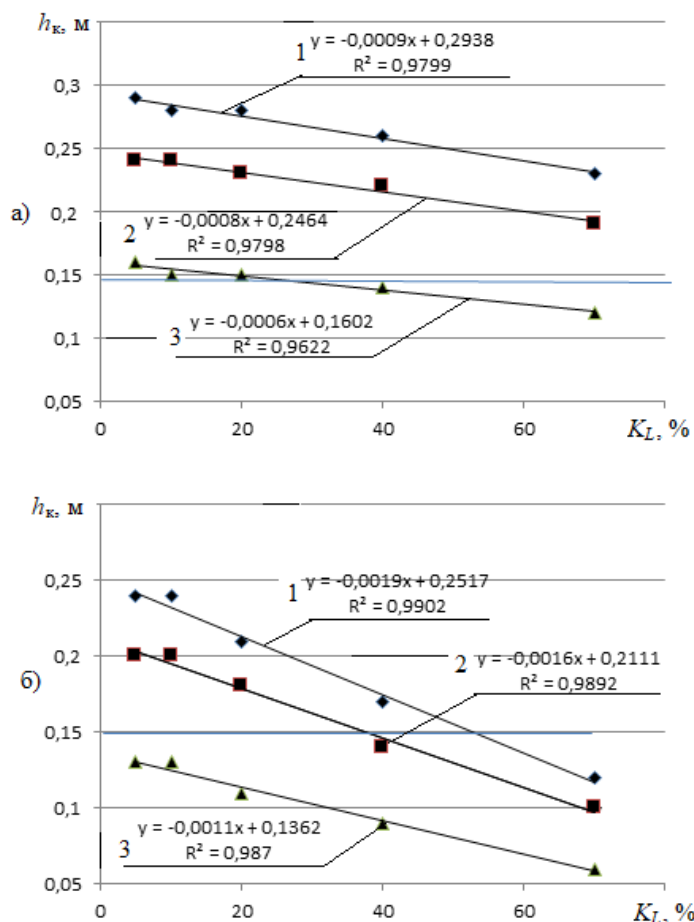 hк, м
0,3
0,25
0,2
0,15
0,1
0,05
а)
1 y = -0,0009x + 0,2938
R² = 0,9799
2 y = -0,0008x + 0,2464
R² = 0,9798
3 y = -0,0006x + 0,1602
R² = 0,9622
0 20 40 60 KL, %
hк, м
0,25
0,2
0,15
0,1
0,05
б)
1 y = -0,0019x + 0,2517
R² = 0,9902
2 y = -0,0016x + 0,2111
R² = 0,9892
3 y = -0,0011x + 0,1362
R² = 0,987
0 20 40 60 KL, %